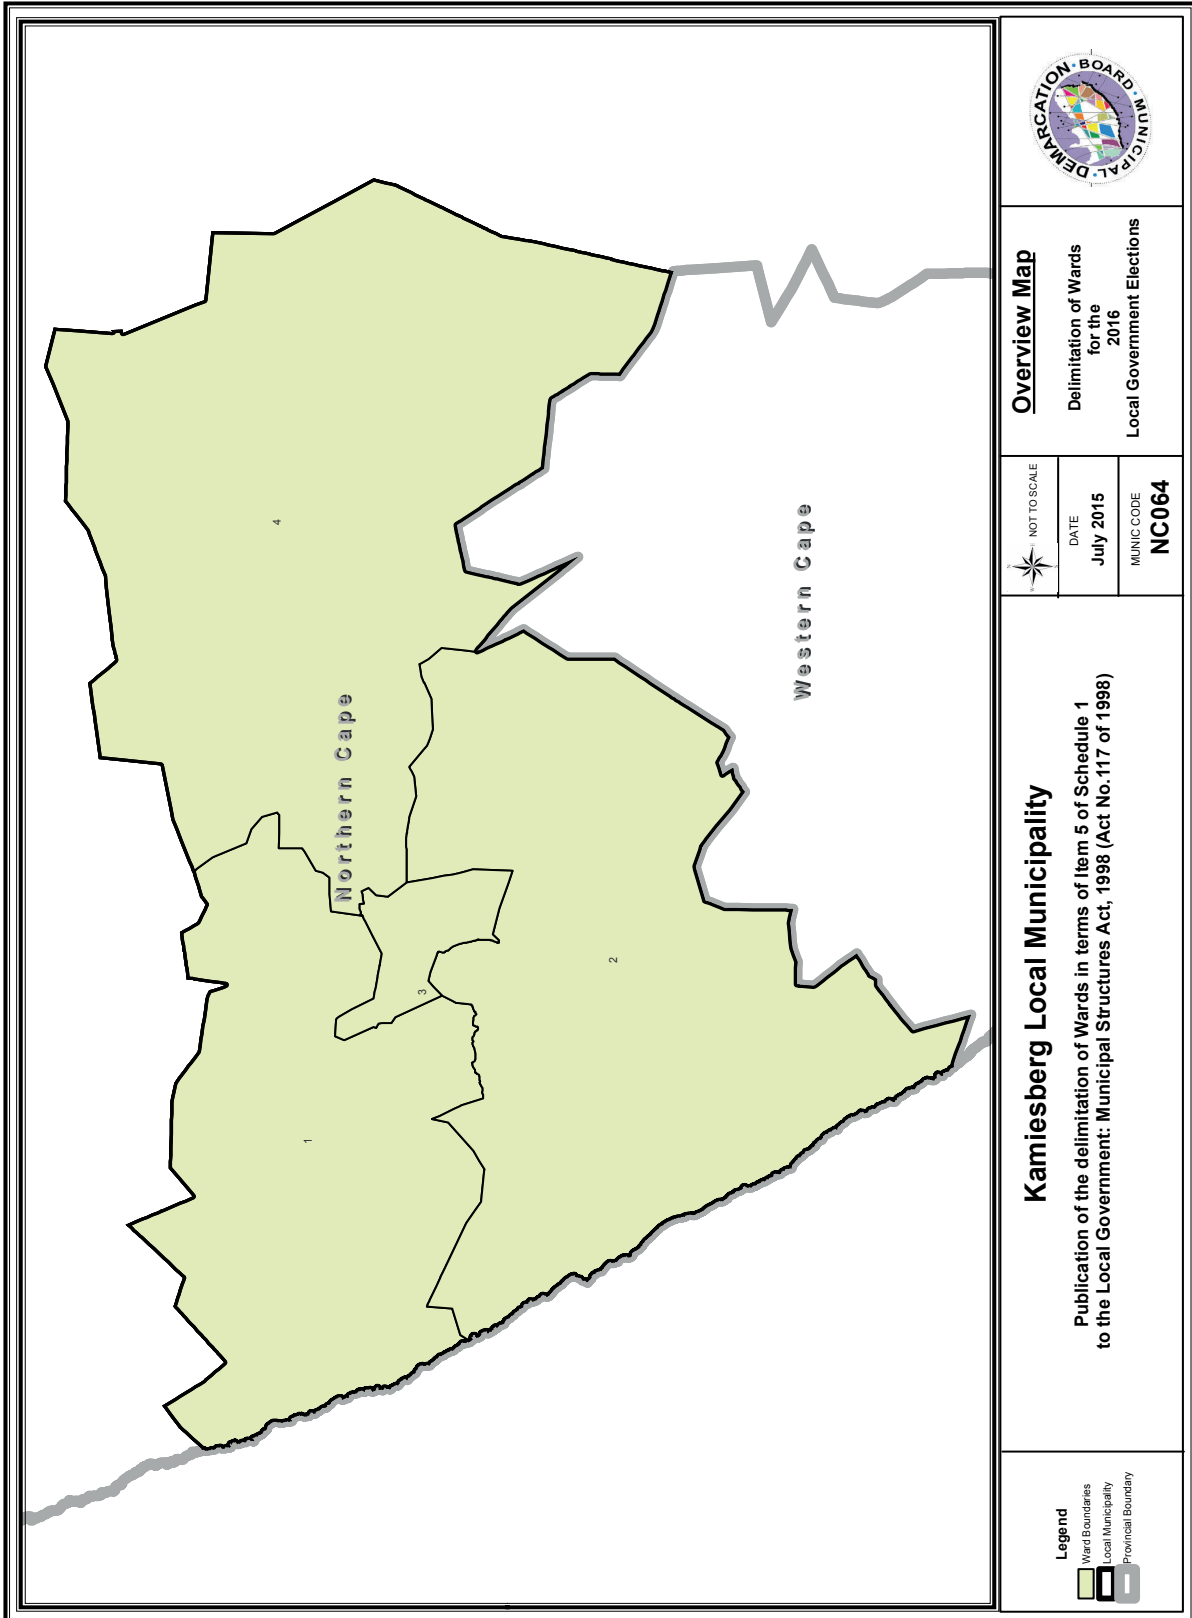 4
Northern Cape
Western Cape
1
3
2
Legend
Ward Boundaries
Local Municipality
Provincial Boundary
Kamiesberg Local Municipality
Publication of the delimitation of Wards in terms of Item 5 of Schedule 1
to the Local Government: Municipal Structures Act, 1998 (Act No.117 of 1998)
N
W
E
S
NOT TO SCALE
DATE
July 2015
MUNIC CODE
NC064
Overview Map
Delimitation of Wards
for the
2016
Local Government Elections
MUNICIPAL · DEMARCATION · BOARD ·